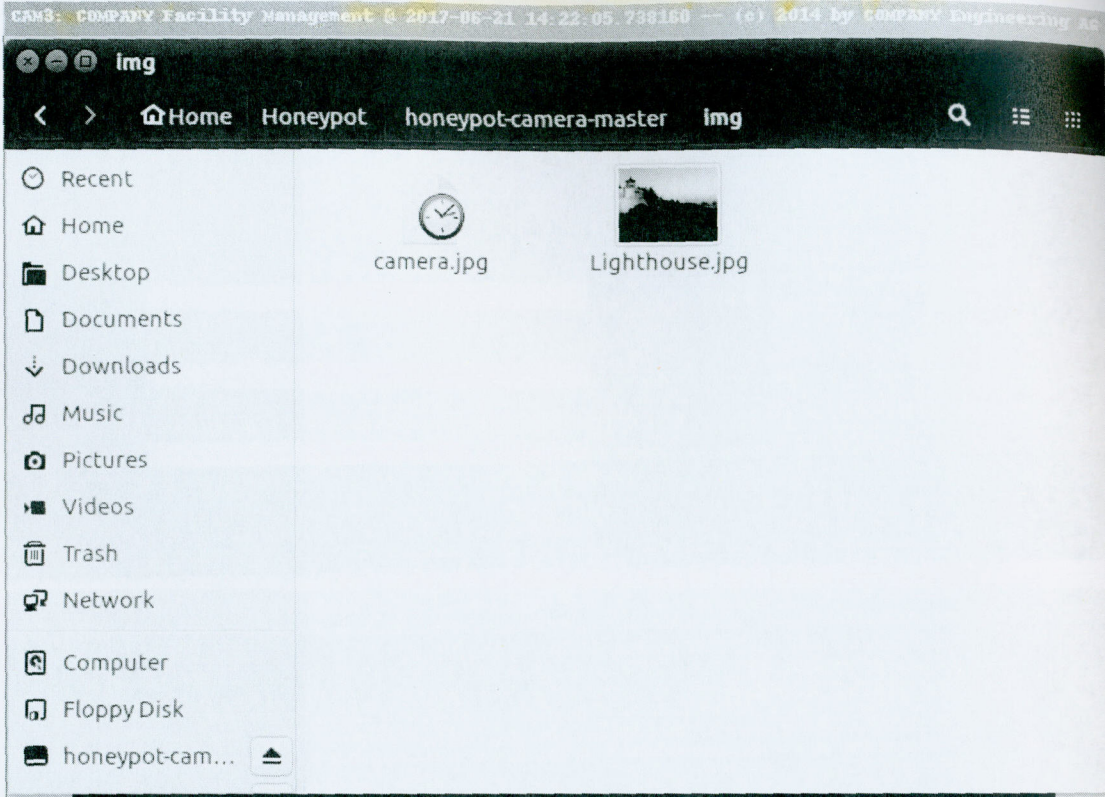 CAM3: COMPANY Facility Management @ 2017-06-21 14:22:05.738160 -- (c) 2014 by COMPANY Engineering AG
img
Home Honeypot honeypot-camera-master img
Recent
Home
Desktop
Documents
Downloads
Music
Pictures
Videos
Trash
Network
Computer
Floppy Disk
honeypot-cam...
camera.jpg
Lighthouse.jpg